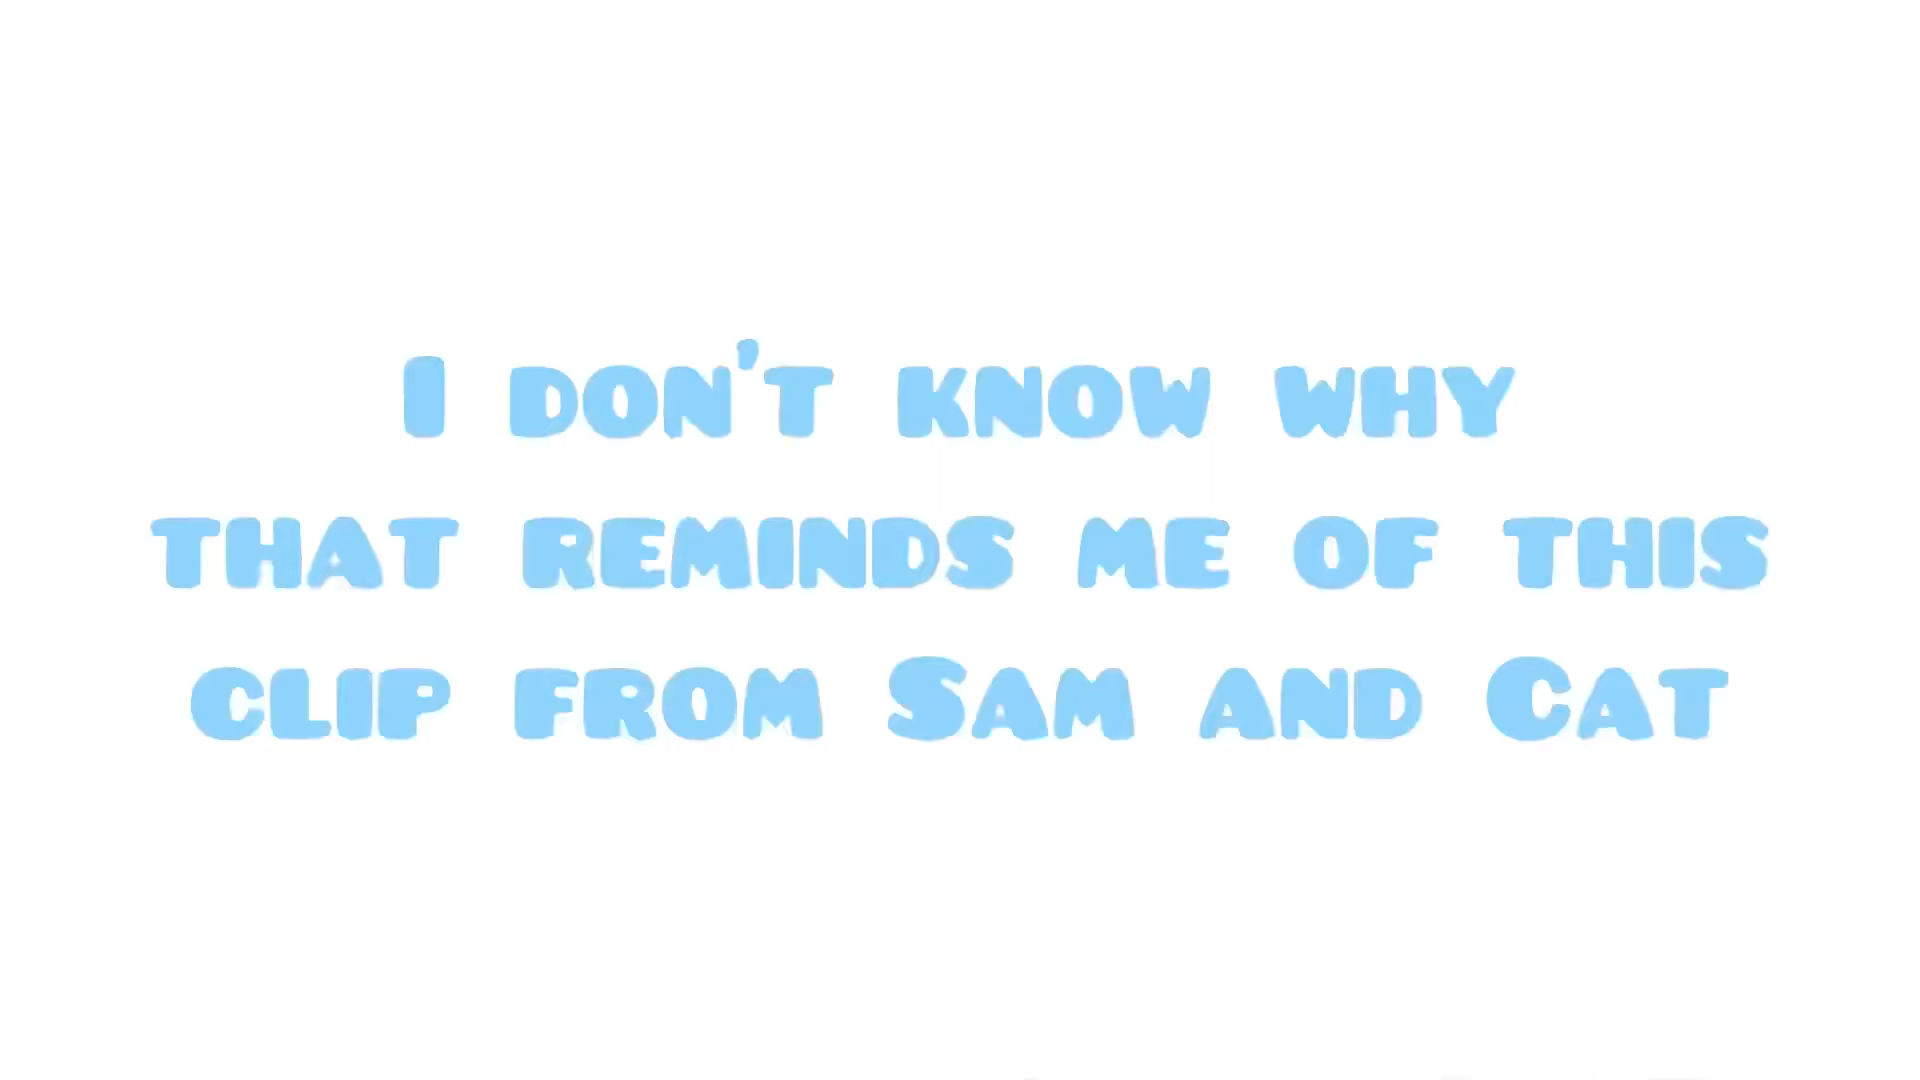 I don't know why
that reminds me of this
clip from Sam and Cat